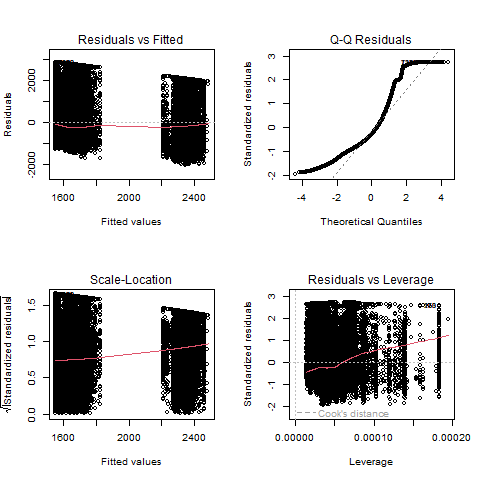 Residuals vs Fitted
Residuals
-2000
0
2000
1600
2000
2400
Fitted values
Q-Q Residuals
Standardized residuals
-2
-1
0
1
2
3
-4
-2
0
2
4
Theoretical Quantiles
Scale-Location
√|Standardized residuals|
0.0
0.5
1.0
1.5
1600
2000
2400
Fitted values
Residuals vs Leverage
Standardized residuals
-2
-1
0
1
2
3
Cook's distance
0.00000
0.00010
0.00020
Leverage